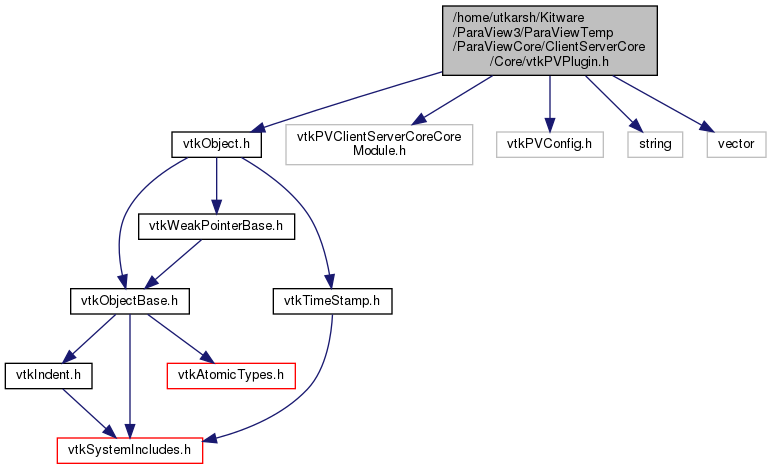 /home/utkarsh/Kitware
/ParaView3/ParaViewTemp
/ParaViewCore/ClientServerCore
/Core/vtkPVPlugin.h
vtkObject.h
vtkPVClientServerCoreCore
Module.h
vtkPVConfig.h
string
vector
vtkWeakPointerBase.h
vtkObjectBase.h
vtkTimeStamp.h
vtkIndent.h
vtkAtomicTypes.h
vtkSystemIncludes.h